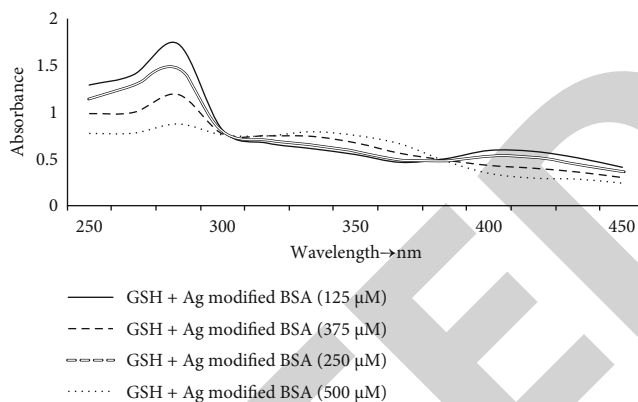 2
1.5
1
0.5
0
Absorbance
250 300 350 400 450
Wavelength→nm
GSH + Ag modified BSA (125 µM)
GSH + Ag modified BSA (375 µM)
GSH + Ag modified BSA (250 µM)
GSH + Ag modified BSA (500 µM)